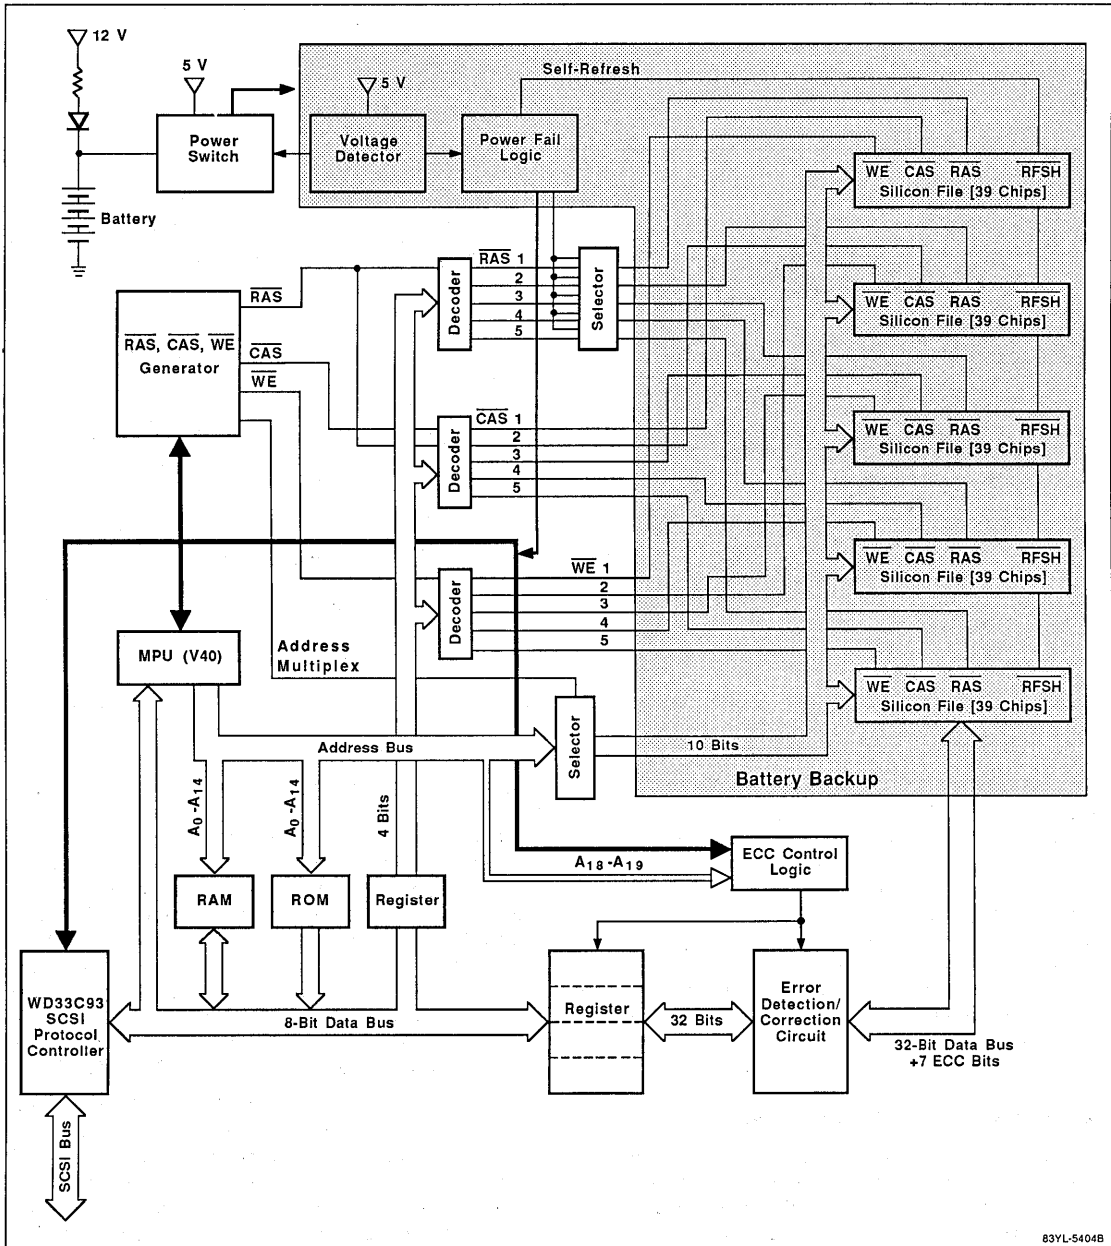 12 V
5 V
Self-Refresh
5 V
Power
Switch
Voltage
Detector
Power Fail
Logic
Battery
WE CAS RAS RFSH
Silicon File [39 Chips]
RAS 1
2
3
4
5
Decoder
Selector
WE CAS RAS RFSH
Silicon File [39 Chips]
RAS
RAS, CAS, WE
Generator
CAS
WE
CAS 1
2
3
4
5
Decoder
WE CAS RAS RFSH
Silicon File [39 Chips]
WE 1
2
3
4
5
Decoder
WE CAS RAS RFSH
Silicon File [39 Chips]
MPU (V40)
Address
Multiplex
WE CAS RAS RFSH
Silicon File [39 Chips]
Address Bus
Selector
10 Bits
Battery Backup
A0-A14
A0-A14
4 Bits
A18-A19
ECC Control
Logic
RAM
ROM
Register
WD33C93
SCSI
Protocol
Controller
8-Bit Data Bus
Register
32 Bits
Error
Detection/
Correction
Circuit
32-Bit Data Bus
+7 ECC Bits
SCSI Bus
83YL-5404B